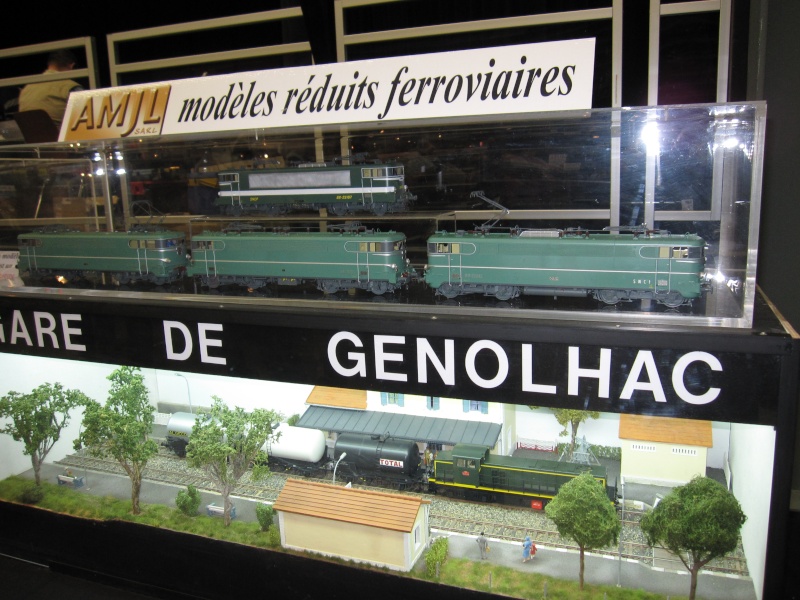 AMJL modèles réduits ferroviaires
S.A.R.L.
GARE DE GENOLHAC
TOTAL